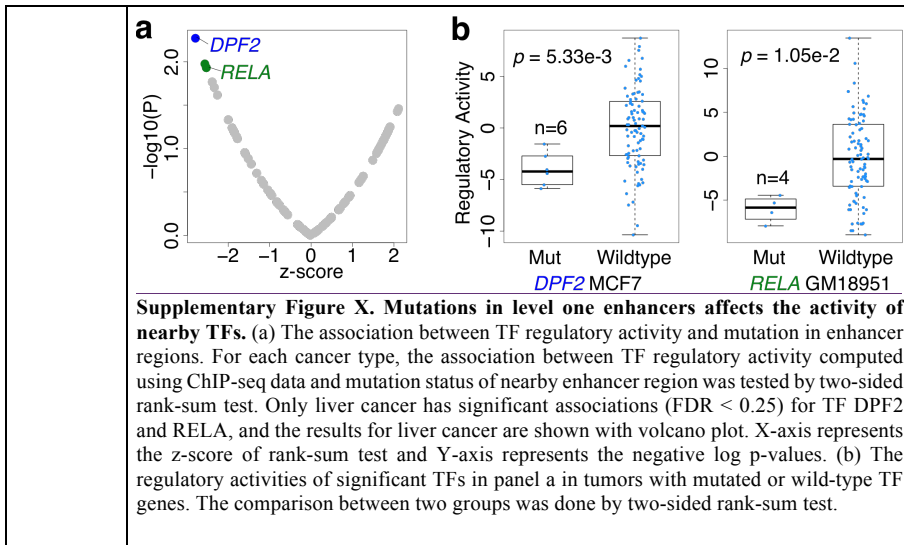 a
DPF2
RELA
2.0
1.0
0.0
−log10(P)
−2 −1 0 1 2
z-score
b
Regulatory Activity
5
0
−5
−10
p = 5.33e-3
n=6
Mut Wildtype
DPF2 MCF7
10
5
0
−5
p = 1.05e-2
n=4
Mut Wildtype
RELA GM18951
Supplementary Figure X. Mutations in level one enhancers affects the activity of
nearby TFs. (a) The association between TF regulatory activity and mutation in enhancer
regions. For each cancer type, the association between TF regulatory activity computed
using ChIP-seq data and mutation status of nearby enhancer region was tested by two-sided
rank-sum test. Only liver cancer has significant associations (FDR < 0.25) for TF DPF2
and RELA, and the results for liver cancer are shown with volcano plot. X-axis represents
the z-score of rank-sum test and Y-axis represents the negative log p-values. (b) The
regulatory activities of significant TFs in panel a in tumors with mutated or wild-type TF
genes. The comparison between two groups was done by two-sided rank-sum test.